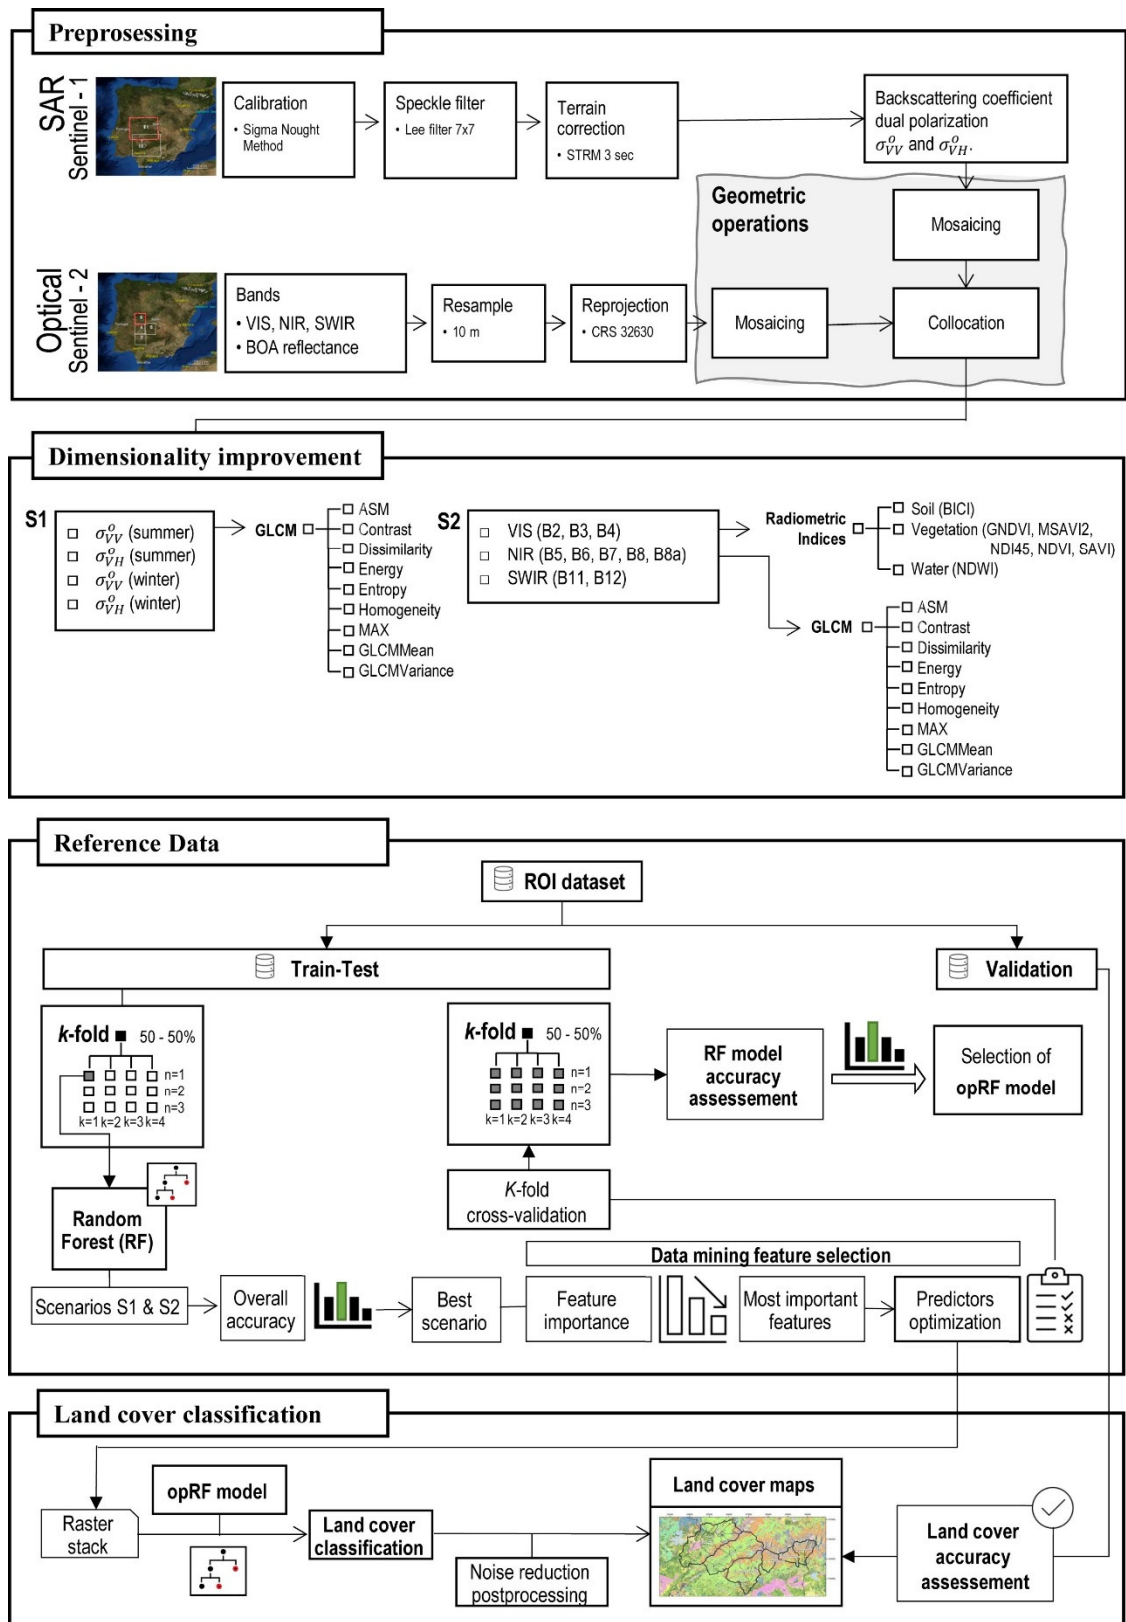 Preprosessing
SAR
Sentinel - 1
Calibration
• Sigma Nought
Method
Speckle filter
• Lee filter 7x7
Terrain
correction
• STRM 3 sec
Backscattering coefficient
dual polarization
σ°VV and σ°VH.
Geometric
operations
Mosaicing
Optical
Sentinel - 2
Bands
• VIS, NIR, SWIR
• BOA reflectance
Resample
• 10 m
Reprojection
• CRS 32630
Mosaicing
Collocation
Dimensionality improvement
S1
σ°VV (summer)
σ°VH (summer)
σ°VV (winter)
σ°VH (winter)
GLCM
ASM
Contrast
Dissimilarity
Energy
Entropy
Homogeneity
MAX
GLCMMean
GLCMVariance
S2
VIS (B2, B3, B4)
NIR (B5, B6, B7, B8, B8a)
SWIR (B11, B12)
Radiometric
Indices
Soil (BICI)
Vegetation (GNDVI, MSAVI2,
NDI45, NDVI, SAVI)
Water (NDWI)
GLCM
ASM
Contrast
Dissimilarity
Energy
Entropy
Homogeneity
MAX
GLCMMean
GLCMVariance
Reference Data
ROI dataset
Train-Test
Validation
k-fold 50 - 50%
n=1
n=2
n=3
k=1 k=2 k=3 k=4
k-fold 50 - 50%
n=1
n=2
n=3
k=1 k=2 k=3 k=4
RF model
accuracy
assessement
Selection of
opRF model
Random
Forest (RF)
K-fold
cross-validation
Data mining feature selection
Scenarios S1 & S2
Overall
accuracy
Best
scenario
Feature
importance
Most important
features
Predictors
optimization
Land cover classification
opRF model
Raster
stack
Land cover
classification
Noise reduction
postprocessing
Land cover maps
Land cover
accuracy
assessement